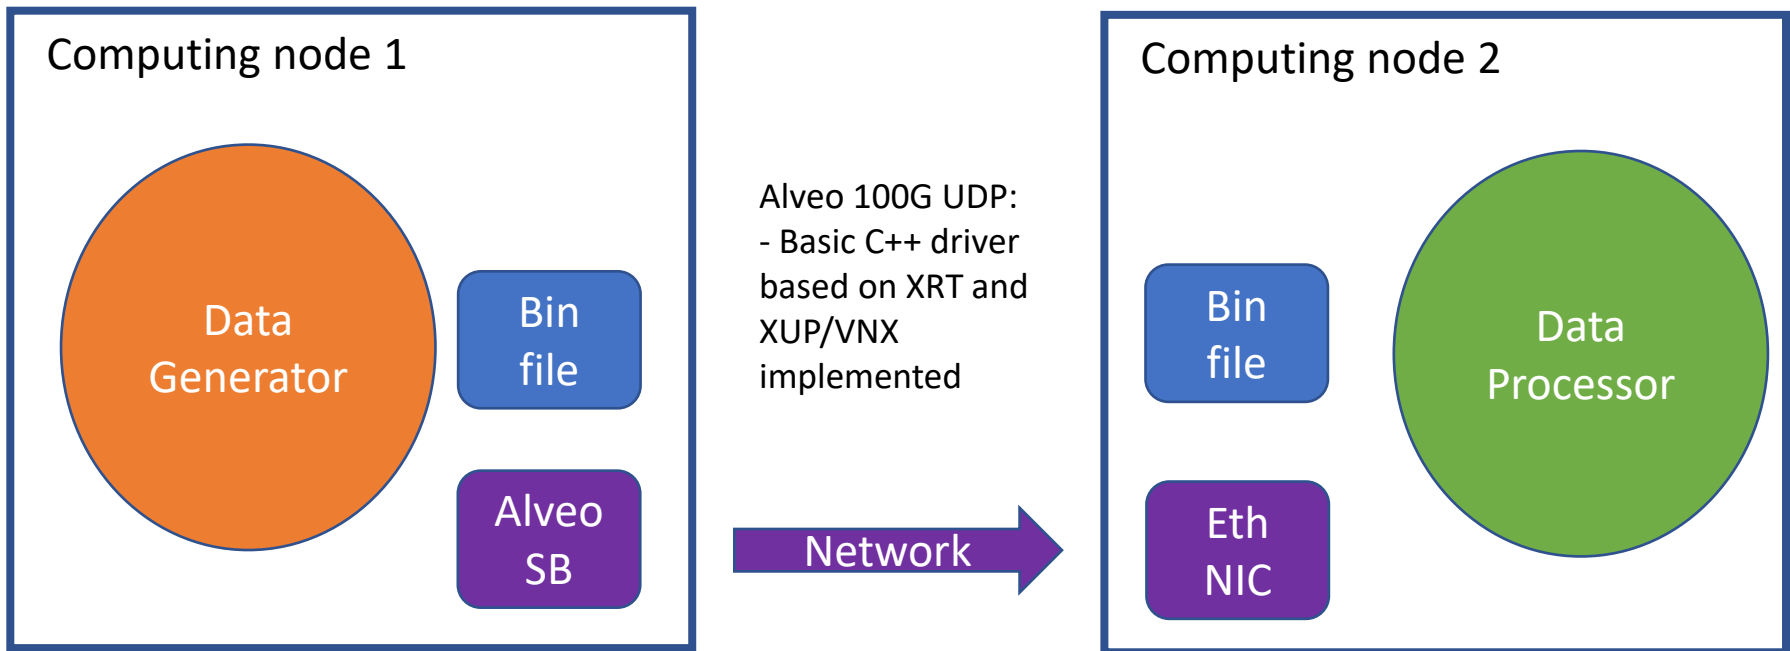 Computing node 1
Data
Generator
Bin
file
Alveo
SB
Alveo 100G UDP:
- Basic C++ driver
based on XRT and
XUP/VNX
implemented
Network
Computing node 2
Bin
file
Eth
NIC
Data
Processor